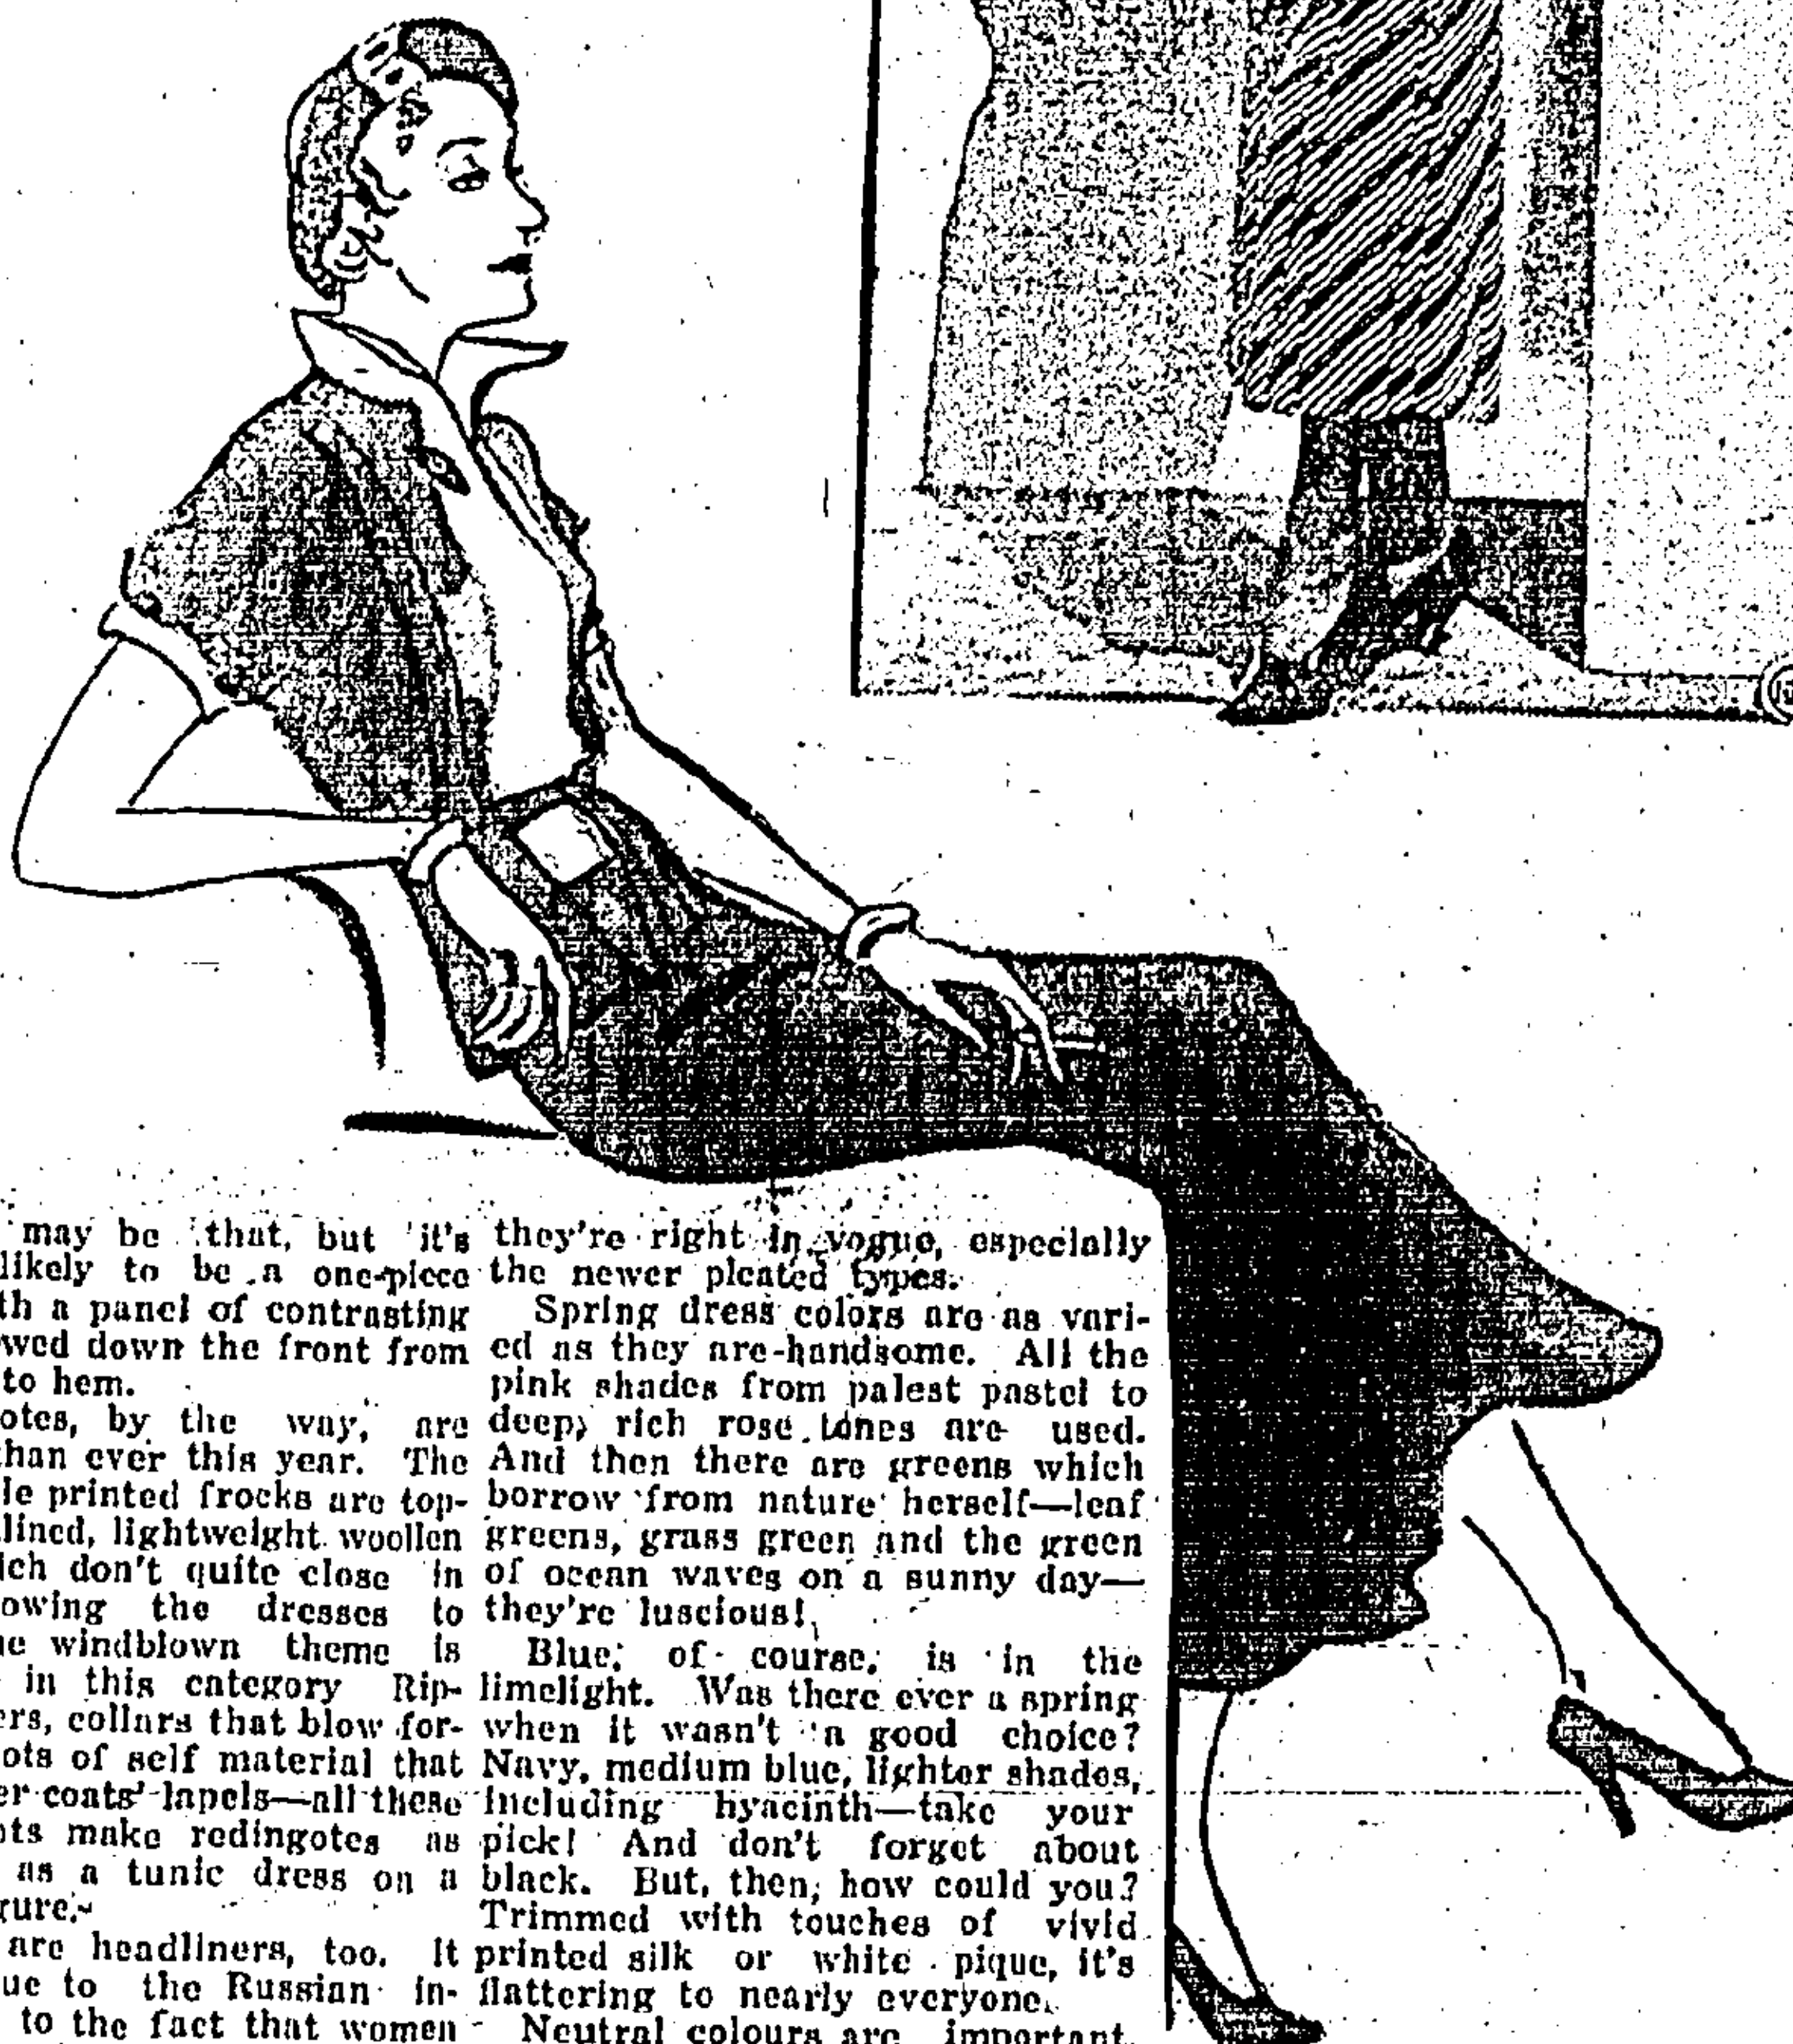 may be that, but it's
likely to be a one-piece
th a panel of contrasting
wed down the front from
to hem.
otes, by the way, are
than ever this year. The
le printed frocks are top-
lined, lightweight woollen
ich don't quite close in
owing the dresses to
e windblown theme is
in this category Rip-
ers, collars that blow for-
ots of self material that
er coats' lapels—all these
ots make redingotes as
as a tunic dress on a
gure.
are headliners, too. It
ue to the Russian in-
to the fact that women
they're right in vogue, especially
the newer pleated types.
Spring dress colors are as vari-
ed as they are handsome. All the
pink shades from palest pastel to
deep, rich rose tones are used.
And then there are greens which
borrow from nature herself—leaf
greens, grass green and the green
of ocean waves on a sunny day—
they're luscious!
Blue, of course, is in the
limelight. Was there ever a spring
when it wasn't a good choice?
Navy, medium blue, lighter shades,
including hyacinth—take your
pick! And don't forget about
black. But, then, how could you?
Trimmed with touches of vivid
printed silk or white pique, it's
flattering to nearly everyone.
Neutral colours are important.